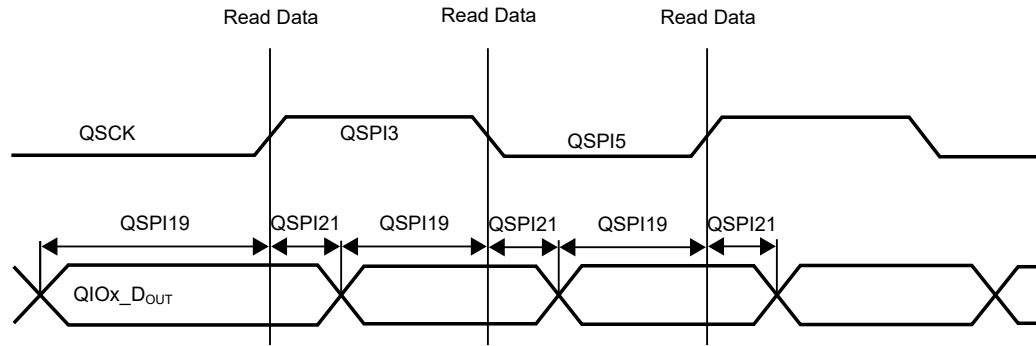 Read Data
Read Data
Read Data
QSCK
QSPI3
QSPI5
QSPI19
QSPI21
QSPI19
QSPI21
QSPI19
QSPI21
QIOx_DOUT